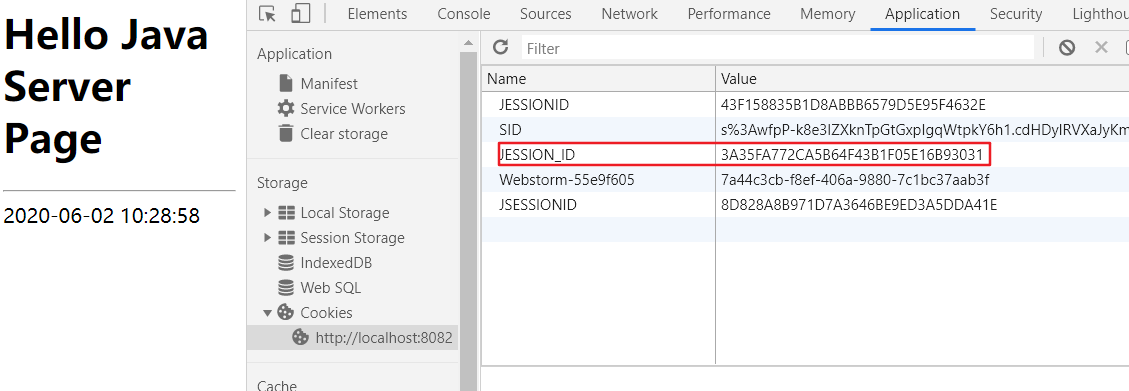 Hello Java
Server
Page
2020-06-02 10:28:58
Elements Console Sources Network Performance Memory Application Security Lighthou
Application
Manifest
Service Workers
Clear storage
Storage
Local Storage
Session Storage
IndexedDB
Web SQL
Cookies
http://localhost:8082
Cache
Filter
Name Value
JESSIONID 43F158835B1D8ABBB6579D5E95F4632E
SID s%3AwfpP-k8e3IZXknTpGtGxpIgqWtpkY6h1.cdHDyIRVXaJyKm
JESSION_ID 3A35FA772CA5B64F43B1F05E16B93031
Webstorm-55e9f605 7a44c3cb-f8ef-406a-9880-7c1bc37aab3f
JSESSIONID 8D828A8B971D7A3646BE9ED3A5DDA41E